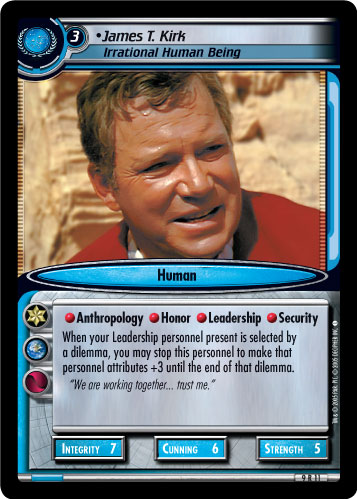 3
•James T. Kirk
Irrational Human Being
Human
Anthropology Honor Leadership Security
When your Leadership personnel present is selected
by a dilemma, you may stop this personnel to make that
personnel attributes +3 until the end of that dilemma.
"We are working together... trust me."
Integrity 7 Cunning 6 Strength 5
9 R 11